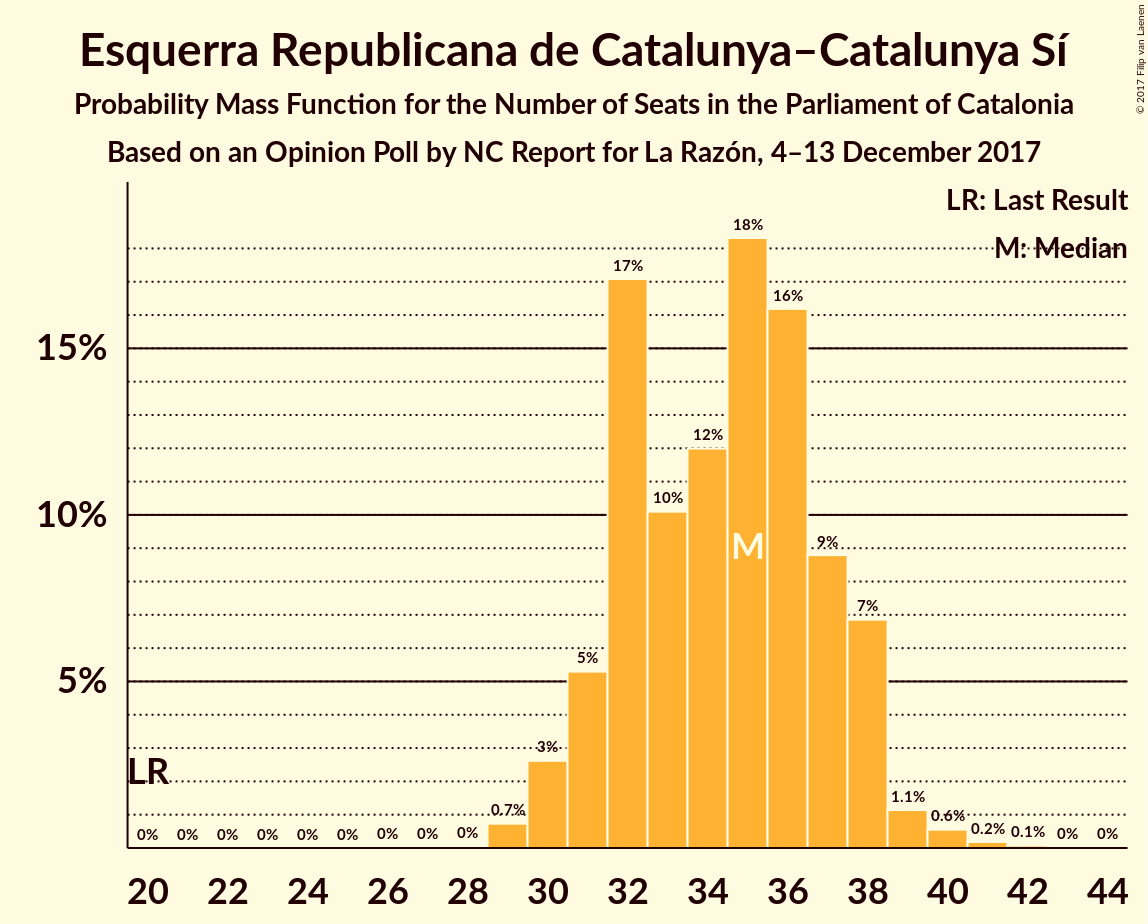 Esquerra Republicana de Catalunya–Catalunya Sí
Probability Mass Function for the Number of Seats in the Parliament of Catalonia
Based on an Opinion Poll by NC Report for La Razón, 4–13 December 2017
© 2017 Filip van Laenen
LR: Last Result
M: Median
18%
17%
16%
15%
12%
10%
10%
M
9%
7%
5%
5%
3%
LR
0% 0% 0% 0% 0% 0% 0% 0% 0% 0.7% 1.1% 0.6% 0.2% 0.1% 0% 0%
20 22 24 26 28 30 32 34 36 38 40 42 44